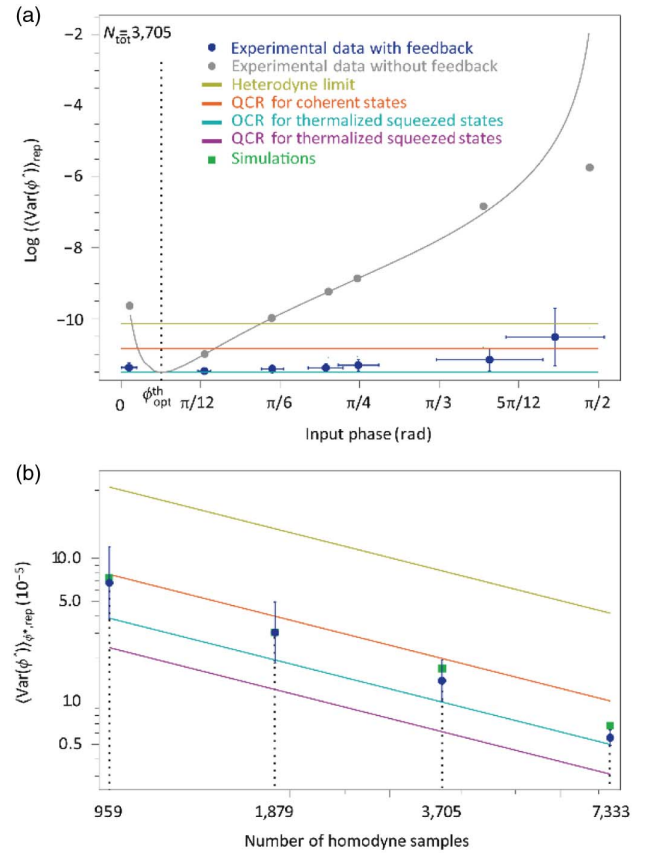 (a)
N_tot = 3,705
Experimental data with feedback
Experimental data without feedback
Heterodyne limit
QCR for coherent states
OCR for thermalized squeezed states
QCR for thermalized squeezed states
Simulations
Log (⟨Var(ϕ*)⟩_rep)
−2
−4
−6
−8
−10
0 ϕ^th_opt π/12 π/6 π/4 π/3 5π/12 π/2
Input phase (rad)
(b)
⟨Var(ϕ*)⟩_ϕ*,rep (10⁻⁵)
10.0
5.0
1.0
0.5
959 1,879 3,705 7,333
Number of homodyne samples